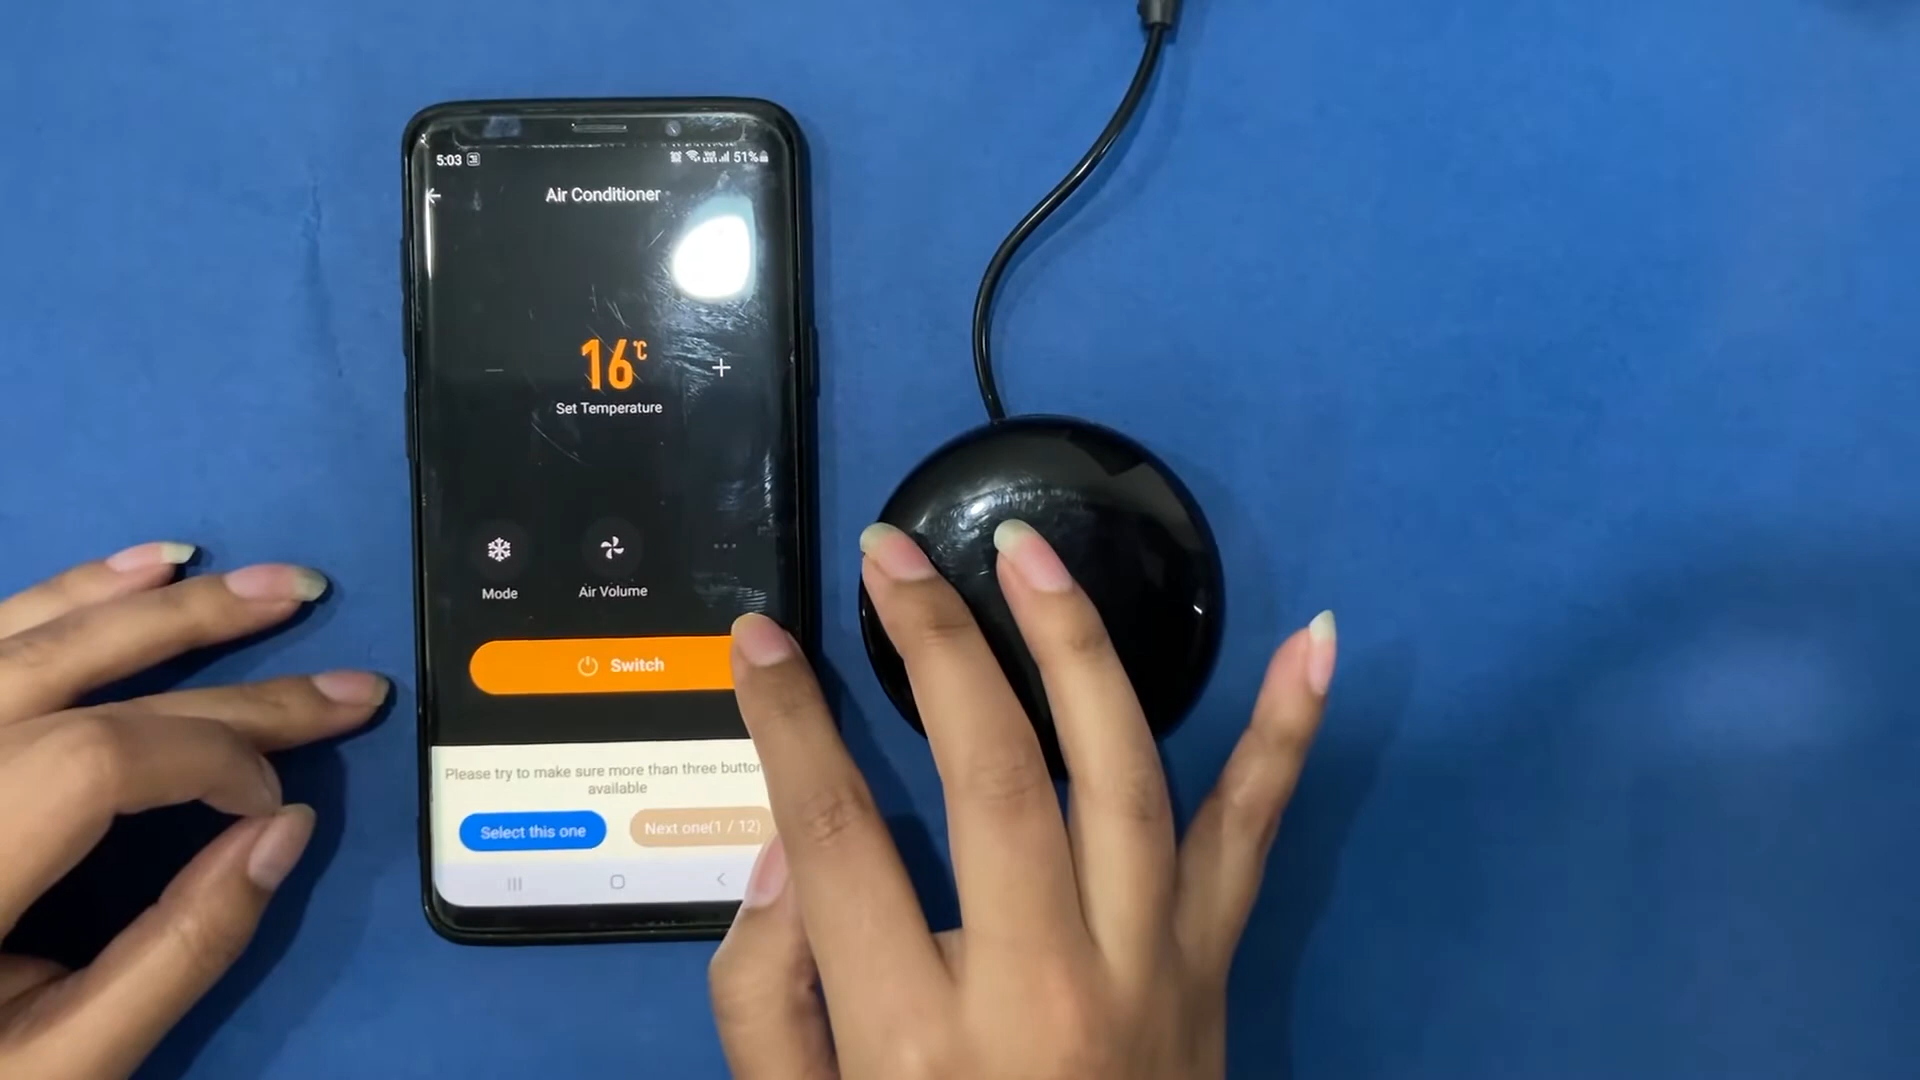 5:03
51%
Air Conditioner
16°C
Set Temperature
Mode
Air Volume
Switch
Please try to make sure more than three button
available
Select this one
Next one(1 / 12)